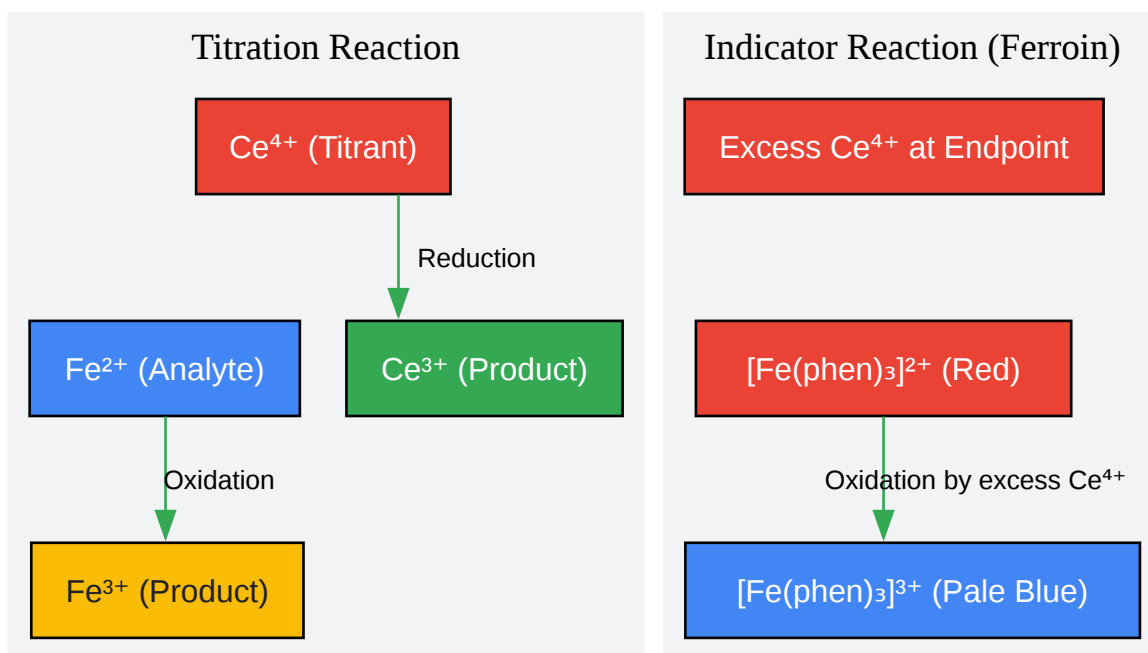 Titration Reaction
Ce⁴⁺ (Titrant)
Reduction
Fe²⁺ (Analyte)
Ce³⁺ (Product)
Oxidation
Fe³⁺ (Product)
Indicator Reaction (Ferroin)
Excess Ce⁴⁺ at Endpoint
[Fe(phen)₃]²⁺ (Red)
Oxidation by excess Ce⁴⁺
[Fe(phen)₃]³⁺ (Pale Blue)